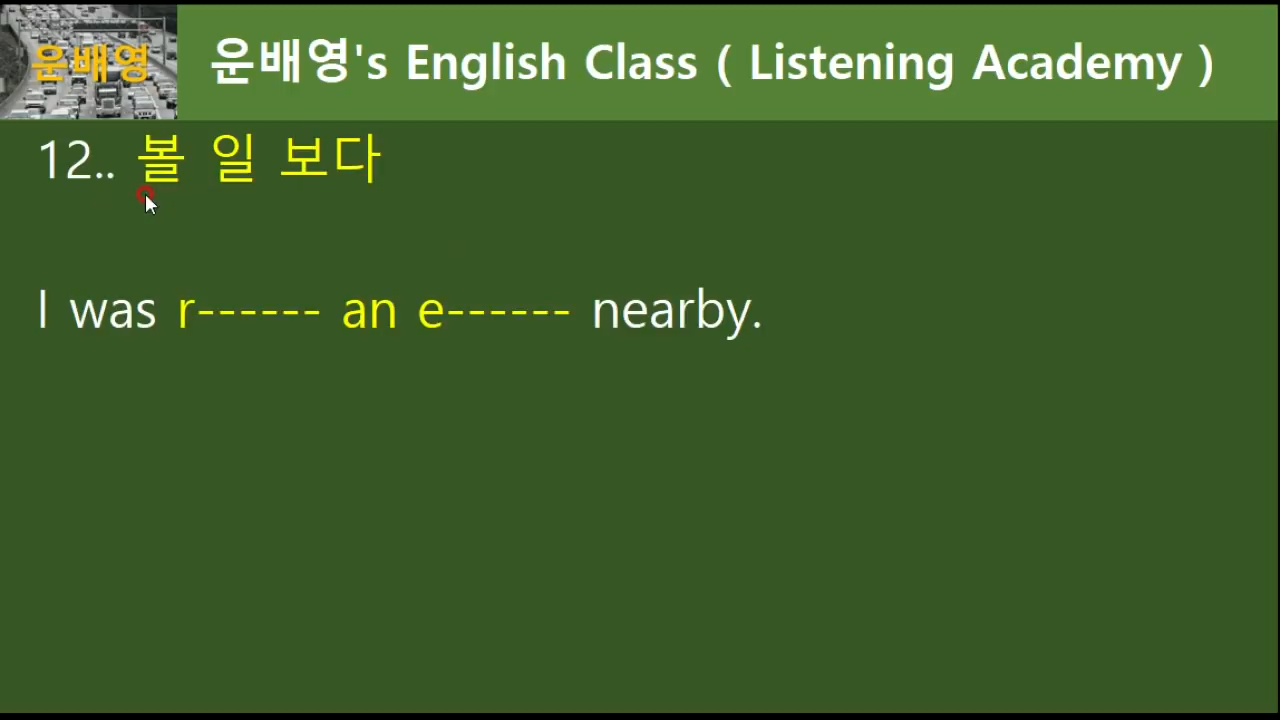 운배영
운배영's English Class ( Listening Academy )
12.. 볼 일 보다
I was r------ an e------ nearby.